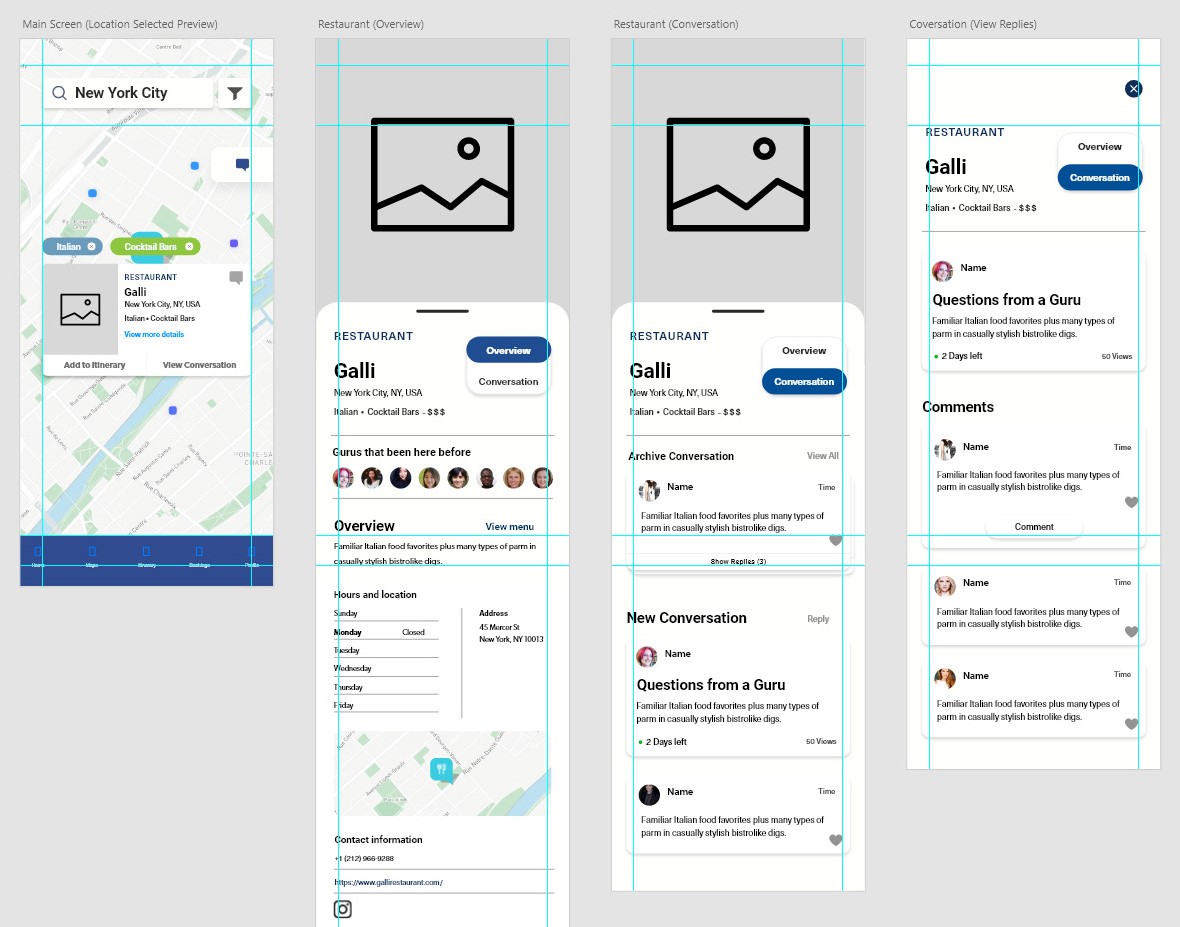 Main Screen (Location Selected Preview)
New York City
Italian
Cocktail Bars
RESTAURANT
Galli
New York City, NY, USA
Italian • Cocktail Bars
View more details
Add to Itinerary
View Conversation
POINTE-SA
CHARLE
Restaurant (Overview)
RESTAURANT
Overview
Galli
Conversation
New York City, NY, USA
Italian • Cocktail Bars - $$$
Gurus that been here before
Overview
View menu
Familiar Italian food favorites plus many types of parm in
casually stylish bistrolike digs.
Hours and location
Sunday
Monday Closed
Tuesday
Wednesday
Thursday
Friday
Address
45 Mercer St
New York, NY 10013
Contact information
+1 (212) 966-9288
https://www.gallirestaurant.com/
Restaurant (Conversation)
RESTAURANT
Overview
Galli
Conversation
New York City, NY, USA
Italian • Cocktail Bars - $$$
Archive Conversation
View All
Name
Time
Familiar Italian food favorites plus many types of
parm in casually stylish bistrolike digs.
Show Replies (3)
New Conversation
Reply
Name
Questions from a Guru
Familiar Italian food favorites plus many types of
parm in casually stylish bistrolike digs.
2 Days left
50 Views
Name
Time
Familiar Italian food favorites plus many types of
parm in casually stylish bistrolike digs.
Coversation (View Replies)
RESTAURANT
Overview
Galli
Conversation
New York City, NY, USA
Italian • Cocktail Bars - $$$
Name
Questions from a Guru
Familiar Italian food favorites plus many types of
parm in casually stylish bistrolike digs.
2 Days left
50 Views
Comments
Name
Time
Familiar Italian food favorites plus many types of
parm in casually stylish bistrolike digs.
Comment
Name
Time
Familiar Italian food favorites plus many types of
parm in casually stylish bistrolike digs.
Name
Time
Familiar Italian food favorites plus many types of
parm in casually stylish bistrolike digs.